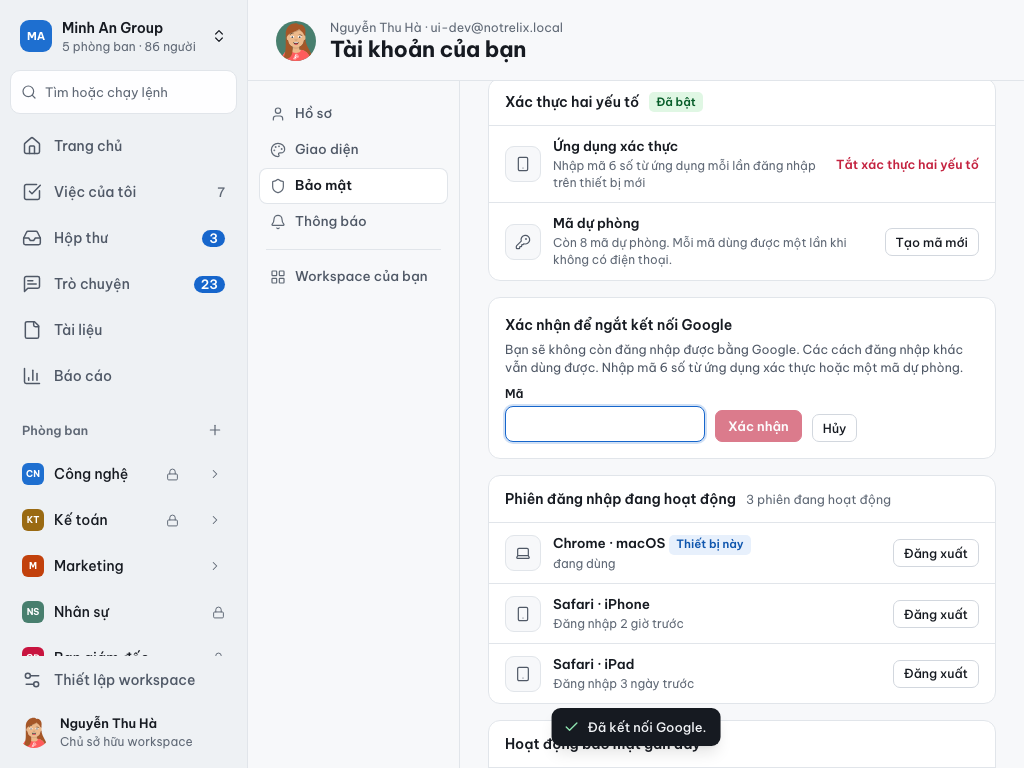 MA
Minh An Group
5 phòng ban · 86 người
Tìm hoặc chạy lệnh
Trang chủ
Việc của tôi
7
Hộp thư
3
Trò chuyện
23
Tài liệu
Báo cáo
Phòng ban
CN
Công nghệ
KT
Kế toán
M
Marketing
NS
Nhân sự
Ban giám đốc
Thiết lập workspace
Nguyễn Thu Hà
Chủ sở hữu workspace
Nguyễn Thu Hà · ui-dev@notrelix.local
Tài khoản của bạn
Hồ sơ
Giao diện
Bảo mật
Thông báo
Workspace của bạn
Xác thực hai yếu tố
Đã bật
Ứng dụng xác thực
Nhập mã 6 số từ ứng dụng mỗi lần đăng nhập
trên thiết bị mới
Tắt xác thực hai yếu tố
Mã dự phòng
Còn 8 mã dự phòng. Mỗi mã dùng được một lần khi
không có điện thoại.
Tạo mã mới
Xác nhận để ngắt kết nối Google
Bạn sẽ không còn đăng nhập được bằng Google. Các cách đăng nhập khác
vẫn dùng được. Nhập mã 6 số từ ứng dụng xác thực hoặc một mã dự phòng.
Mã
Xác nhận
Hủy
Phiên đăng nhập đang hoạt động
3 phiên đang hoạt động
Chrome · macOS
Thiết bị này
đang dùng
Đăng xuất
Safari · iPhone
Đăng nhập 2 giờ trước
Đăng xuất
Safari · iPad
Đăng nhập 3 ngày trước
Đăng xuất
Đã kết nối Google.
Hoạt động bảo mật gần đây